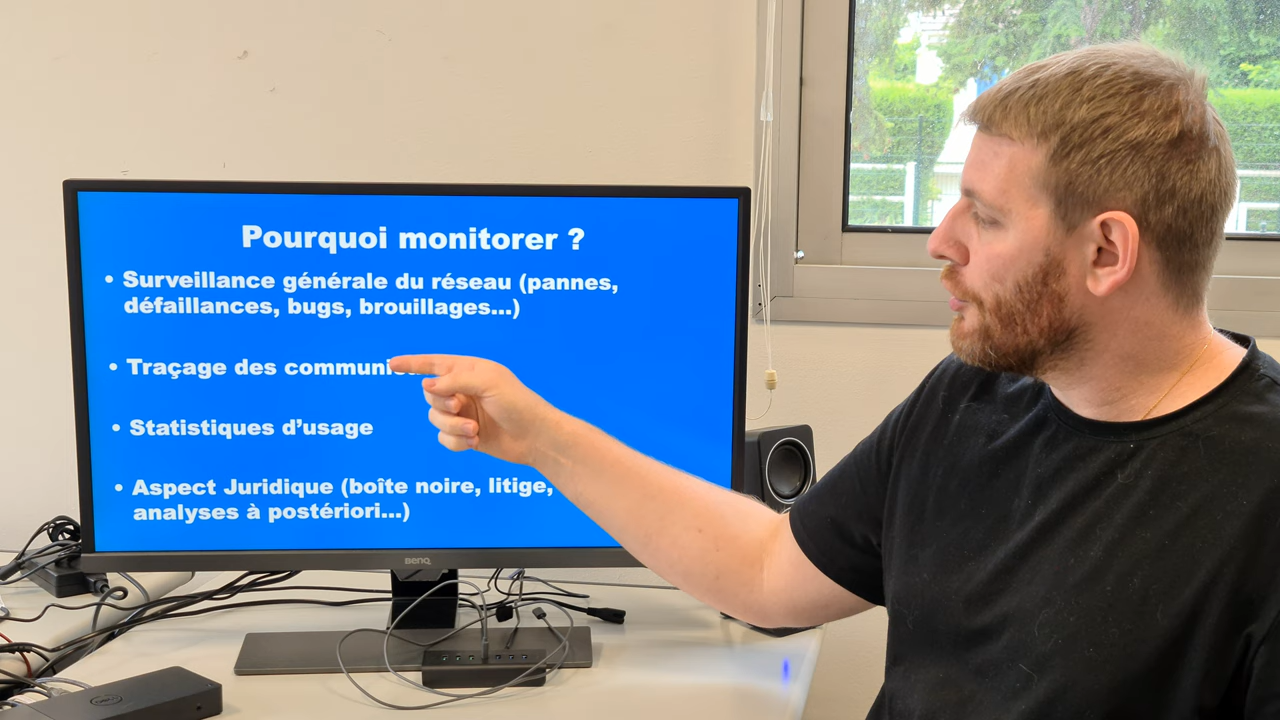 Pourquoi monitorer ?
• Surveillance générale du réseau (pannes,
défaillances, bugs, brouillages...)
• Traçage des
• Statistiques d'usage
• Aspect Juridique (boîte noire, litige,
analyses à postériori...)
BenQ
DELL